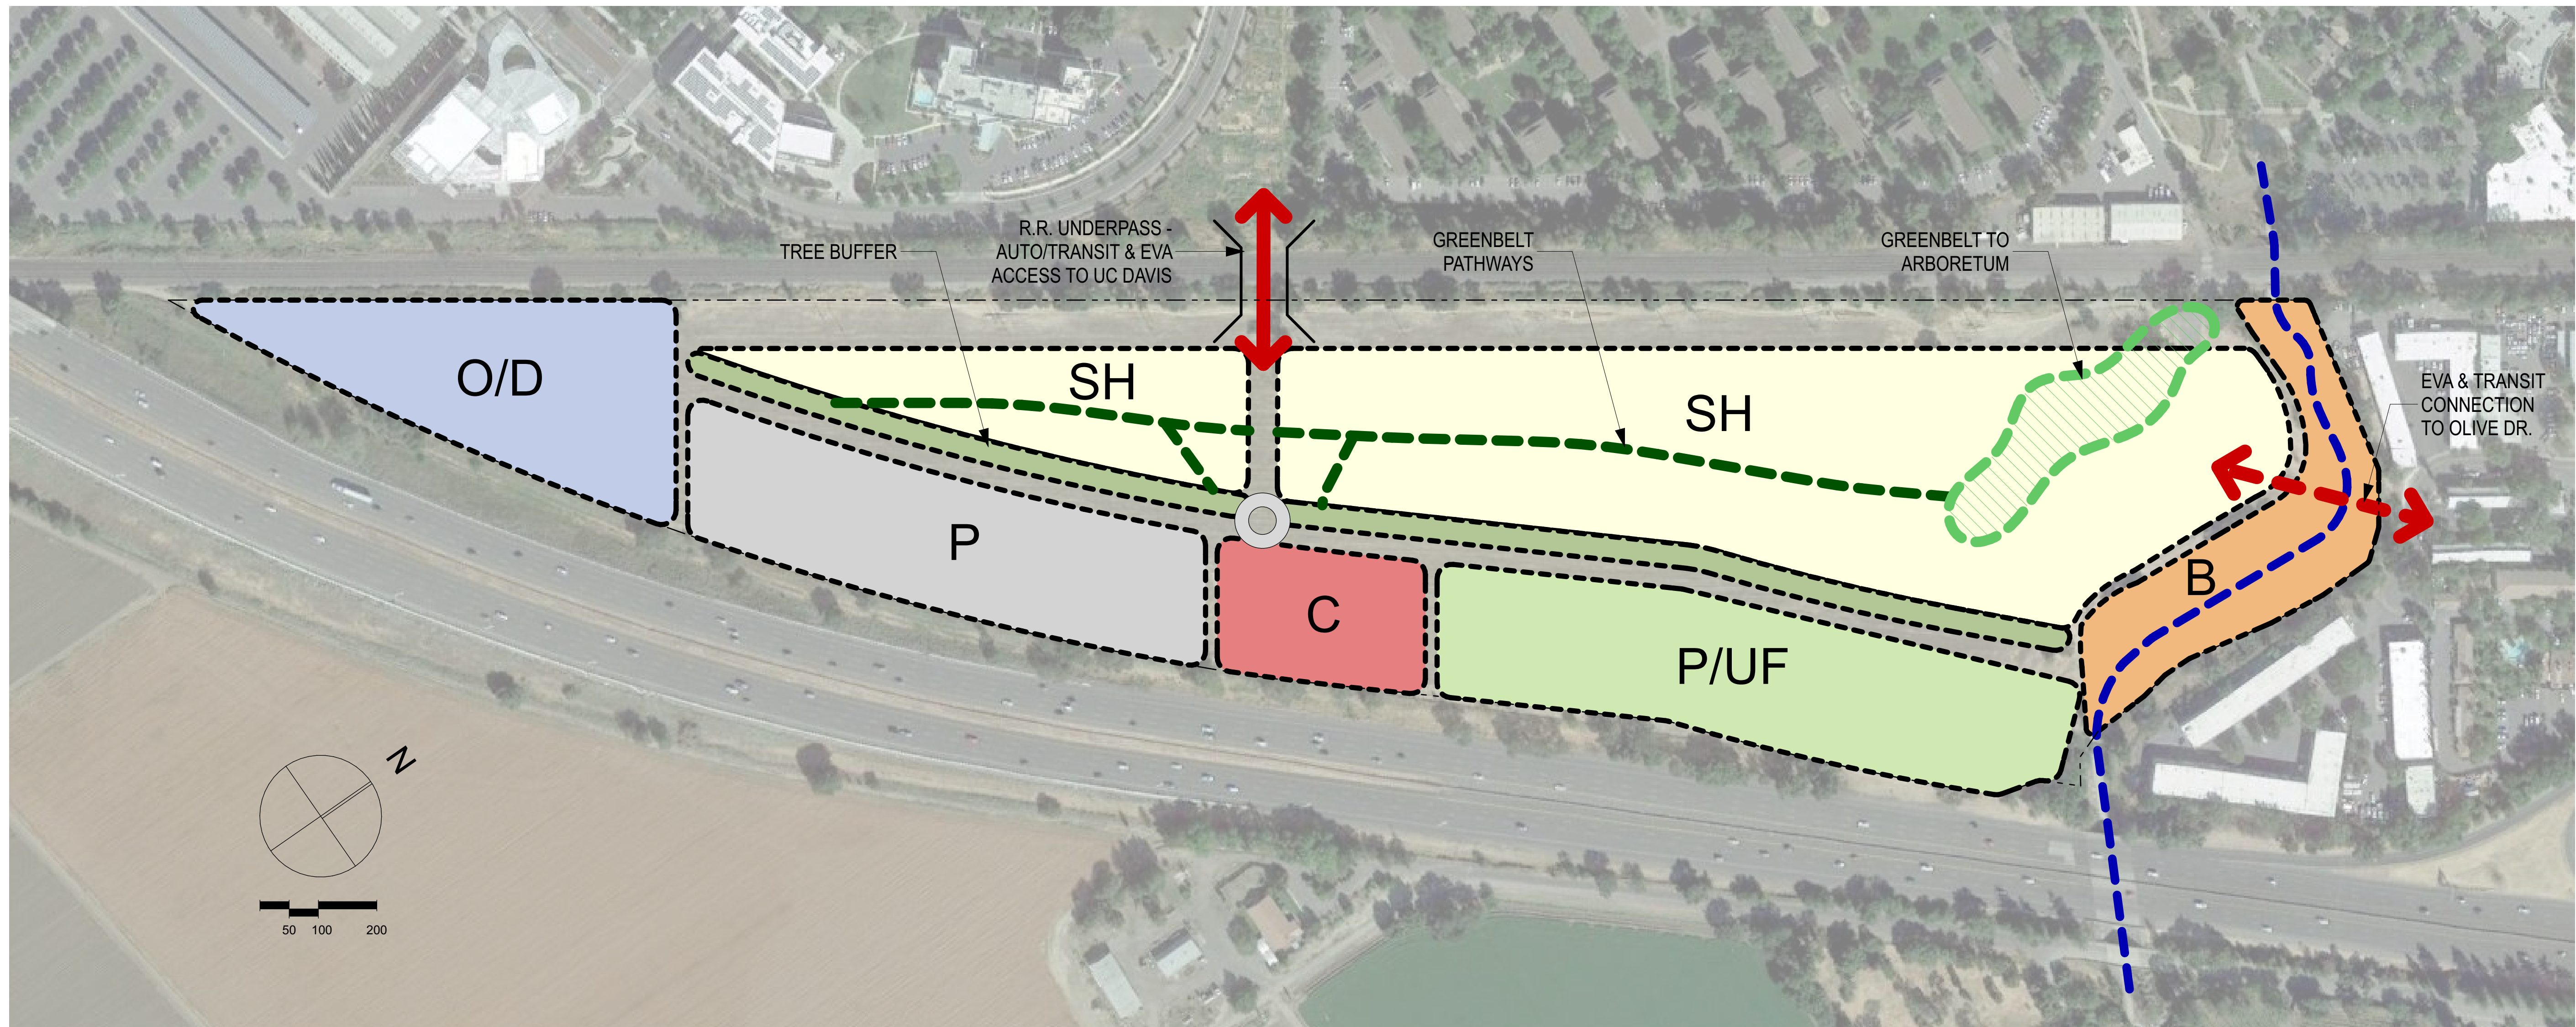 TREE BUFFER
R.R. UNDERPASS -
AUTO/TRANSIT & EVA
ACCESS TO UC DAVIS
GREENBELT
PATHWAYS
GREENBELT TO
ARBORETUM
EVA & TRANSIT
CONNECTION
TO OLIVE DR.
O/D
SH
SH
P
C
P/UF
B
N
50 100 200